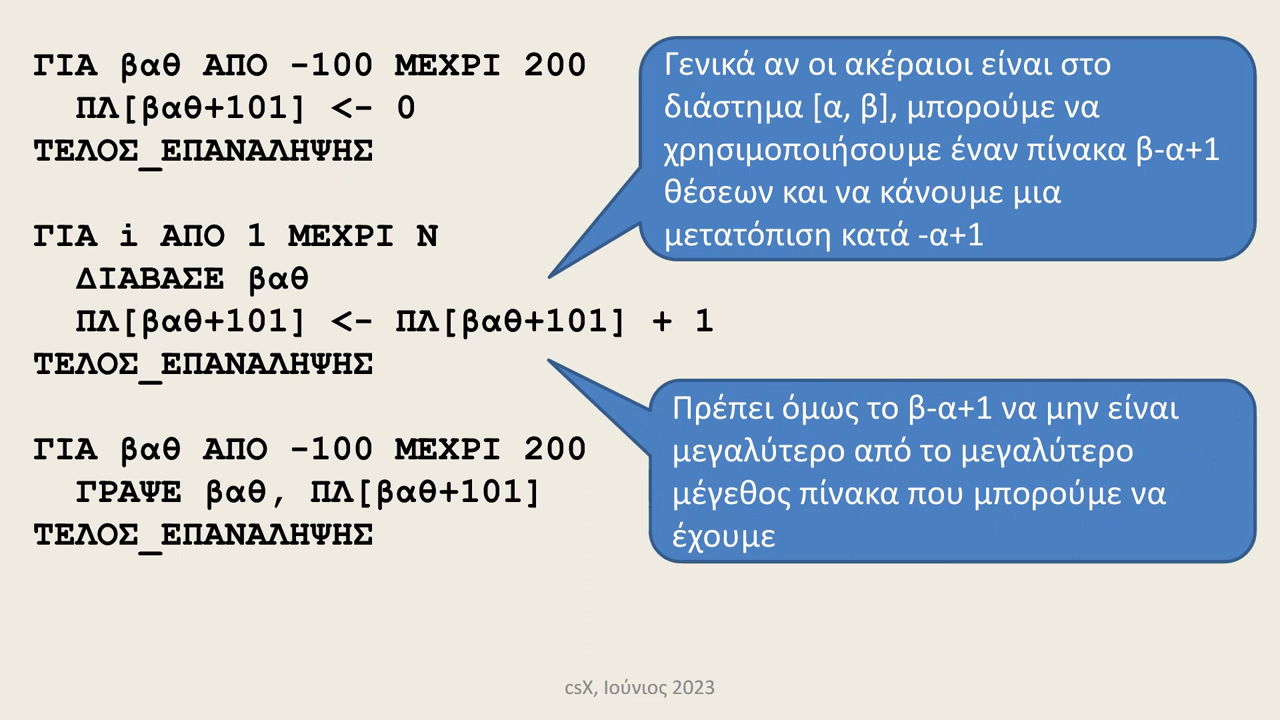 ΓΙΑ βαθ ΑΠΟ -100 ΜΕΧΡΙ 200
ΠΛ[βαθ+101] <- 0
ΤΕΛΟΣ_ΕΠΑΝΑΛΗΨΗΣ
ΓΙΑ i ΑΠΟ 1 ΜΕΧΡΙ Ν
ΔΙΑΒΑΣΕ βαθ
ΠΛ[βαθ+101] <- ΠΛ[βαθ+101] + 1
ΤΕΛΟΣ_ΕΠΑΝΑΛΗΨΗΣ
ΓΙΑ βαθ ΑΠΟ -100 ΜΕΧΡΙ 200
ΓΡΑΨΕ βαθ, ΠΛ[βαθ+101]
ΤΕΛΟΣ_ΕΠΑΝΑΛΗΨΗΣ
Γενικά αν οι ακέραιοι είναι στο
διάστημα [α, β], μπορούμε να
χρησιμοποιήσουμε έναν πίνακα β-α+1
θέσεων και να κάνουμε μια
μετατόπιση κατά -α+1
Πρέπει όμως το β-α+1 να μην είναι
μεγαλύτερο από το μεγαλύτερο
μέγεθος πίνακα που μπορούμε να
έχουμε
csX, Ιούνιος 2023